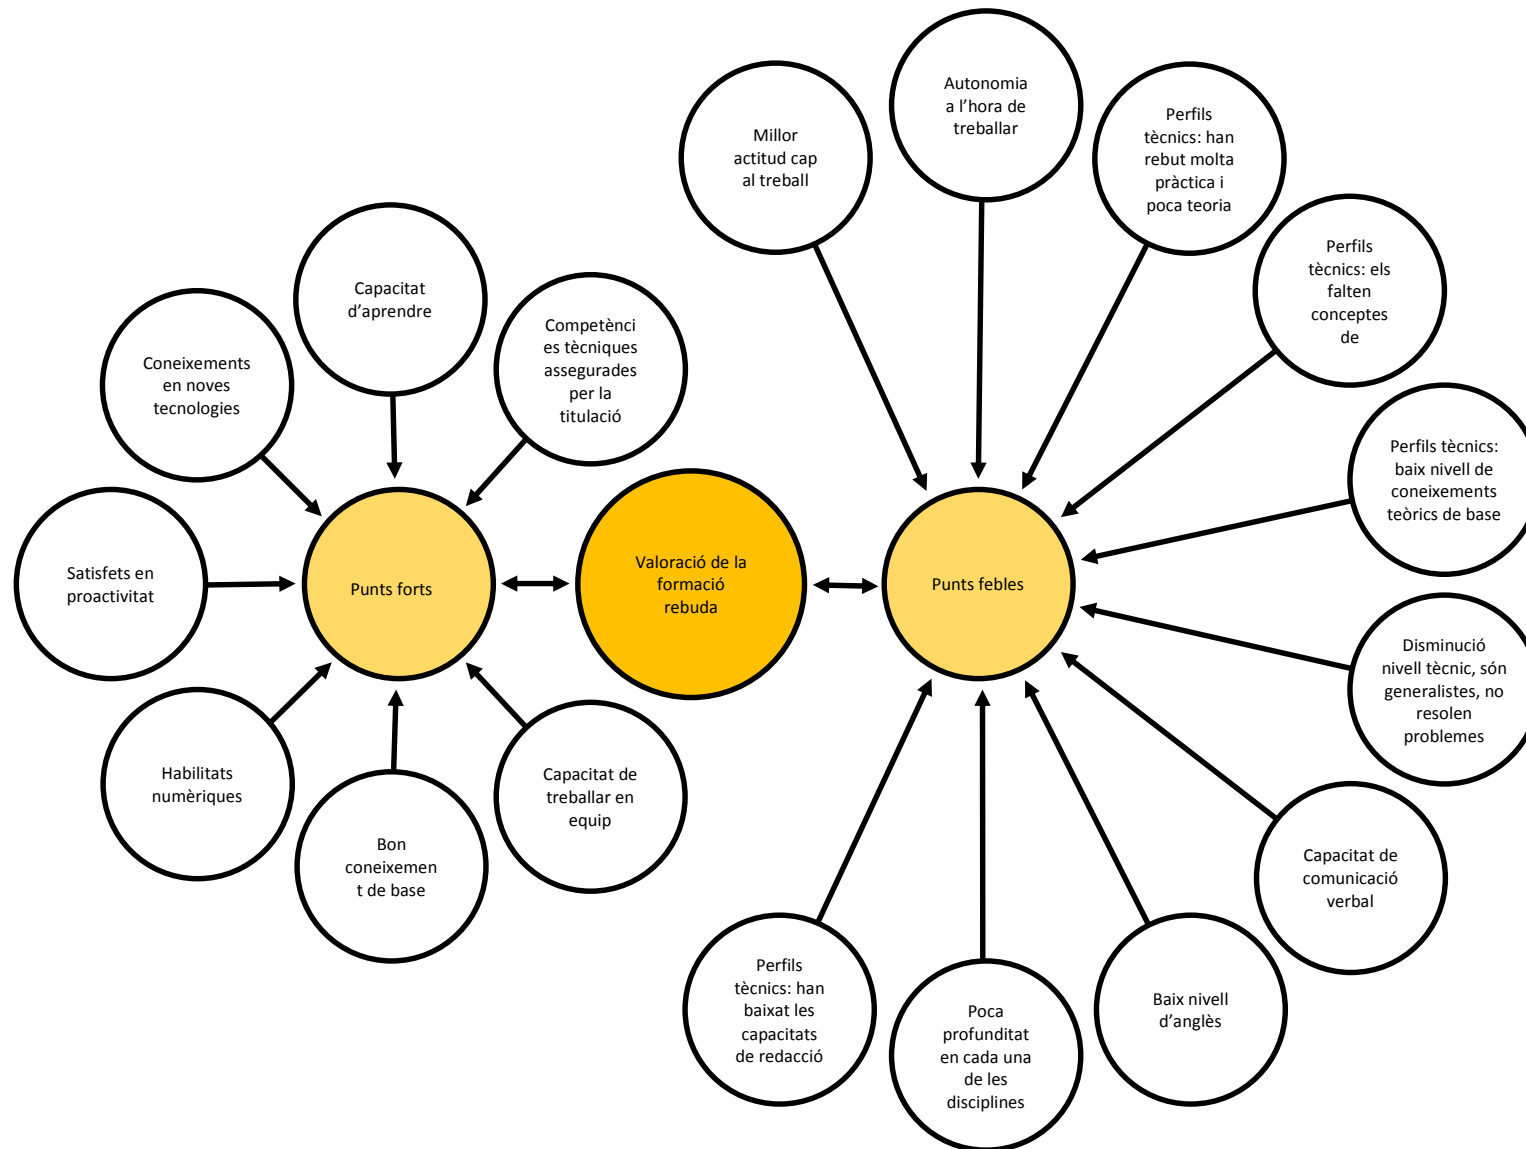 Autonomia
a l’hora de
treballar
Millor
actitud cap
al treball
Perfils
tècnics: han
rebut molta
pràctica i
poca teoria
Perfils
tècnics: els
falten
conceptes
de
Capacitat
d’aprendre
Competènci
es tècniques
assegurades
per la
titulació
Coneixements
en noves
tecnologies
Perfils tècnics:
baix nivell de
coneixements
teòrics de base
Satisfets en
proactivitat
Punts forts
Valoració de la
formació
rebuda
Punts febles
Disminució
nivell tècnic, són
generalistes, no
resolen
problemes
Habilitats
numèriques
Capacitat de
treballar en
equip
Bon
coneixemen
t de base
Capacitat de
comunicació
verbal
Perfils
tècnics: han
baixat les
capacitats
de redacció
Poca
profunditat
en cada una
de les
disciplines
Baix nivell
d’anglès